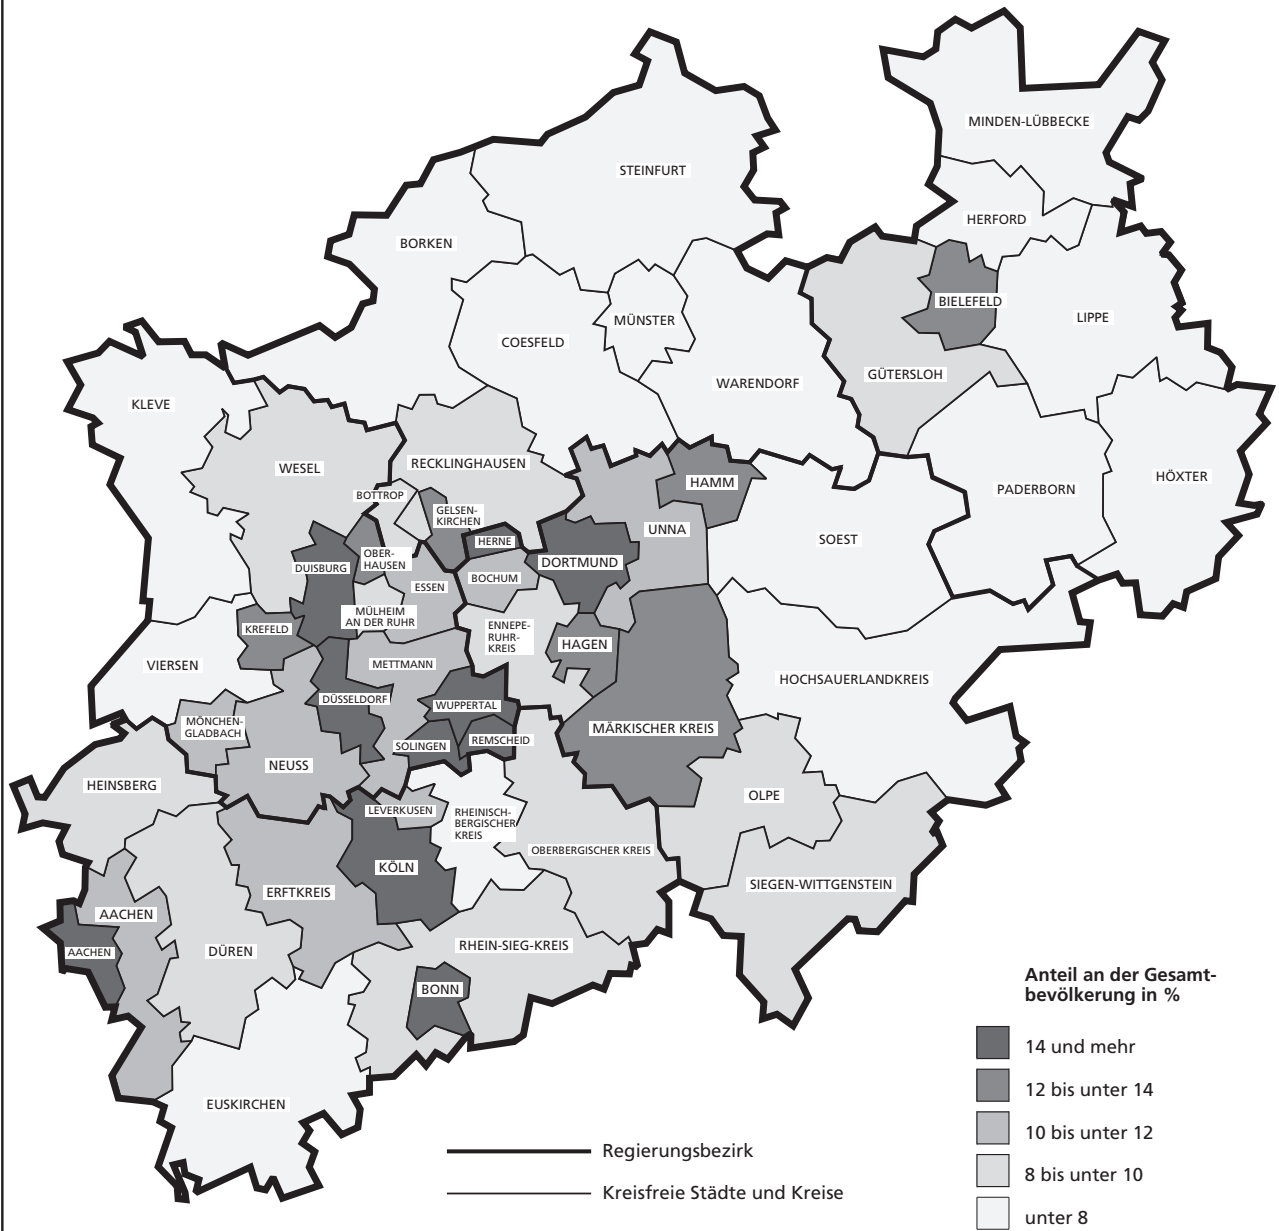 MINDEN-LÜBBECKE
STEINFURT
HERFORD
BORKEN
BIELEFELD
LIPPE
MÜNSTER
COESFELD
GÜTERSLOH
WARENDORF
KLEVE
RECKLINGHAUSEN
WESEL
HÖXTER
HAMM
PADERBORN
BOTTROP
GELSEN-
KIRCHEN
UNNA
SOEST
HERNE
OBER-
HAUSEN
DORTMUND
DUISBURG
BOCHUM
ESSEN
MÜLHEIM
AN DER RUHR
KREFELD
ENNEPE-
RUHR-
KREIS
HAGEN
VIERSEN
METTMANN
HOCHSAUERLANDKREIS
DÜSSELDORF
WUPPERTAL
MÖNCHEN-
GLADBACH
MÄRKISCHER KREIS
REMSCHEID
SOLINGEN
NEUSS
HEINSBERG
OLPE
LEVERKUSEN
RHEINISCH-
BERGISCHER
KREIS
OBERBERGISCHER KREIS
KÖLN
SIEGEN-WITTGENSTEIN
ERFTKREIS
AACHEN
RHEIN-SIEG-KREIS
AACHEN
DÜREN
BONN
EUSKIRCHEN
Anteil an der Gesamt-
bevölkerung in %
14 und mehr
12 bis unter 14
10 bis unter 12
8 bis unter 10
unter 8
Regierungsbezirk
Kreisfreie Städte und Kreise